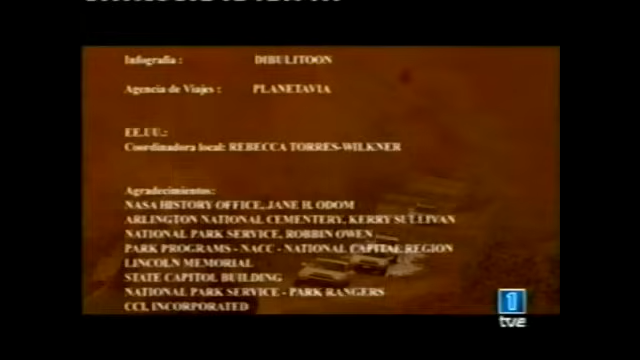 Infografía : DIBULITOON
Agencia de Viajes : PLANETAVIA
EE.UU.:
Coordinadora local: REBECCA TORRES-WILKNER
Agradecimientos:
NASA HISTORY OFFICE, JANE H. ODOM
ARLINGTON NATIONAL CEMENTERY, KERRY SULLIVAN
NATIONAL PARK SERVICE, ROBBIN OWEN
PARK PROGRAMS - NACC - NATIONAL CAPITAL REGION
LINCOLN MEMORIAL
STATE CAPITOL BUILDING
NATIONAL PARK SERVICE - PARK RANGERS
CCI, INCORPORATED
1
tve